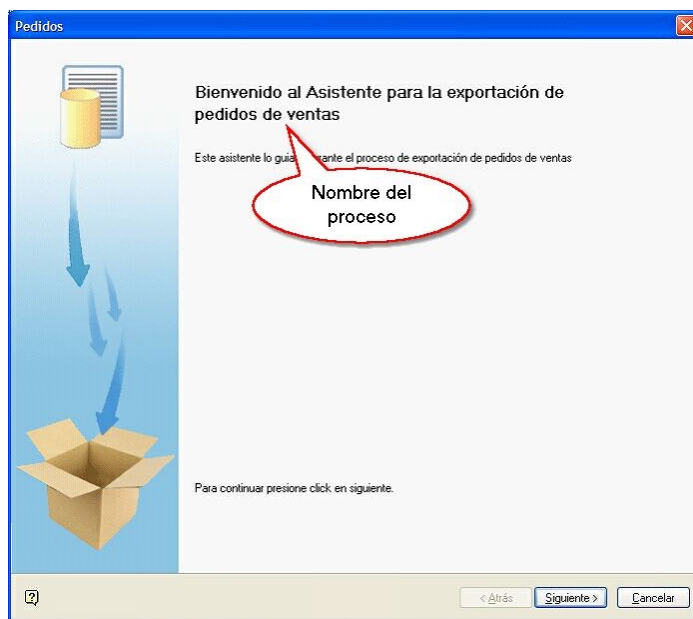 Pedidos
Bienvenido al Asistente para la exportación de
pedidos de ventas
Este asistente lo guia ante el proceso de exportación de pedidos de ventas
Nombre del
proceso
Para continuar presione click en siguiente.
< Atrás Siguiente > Cancelar